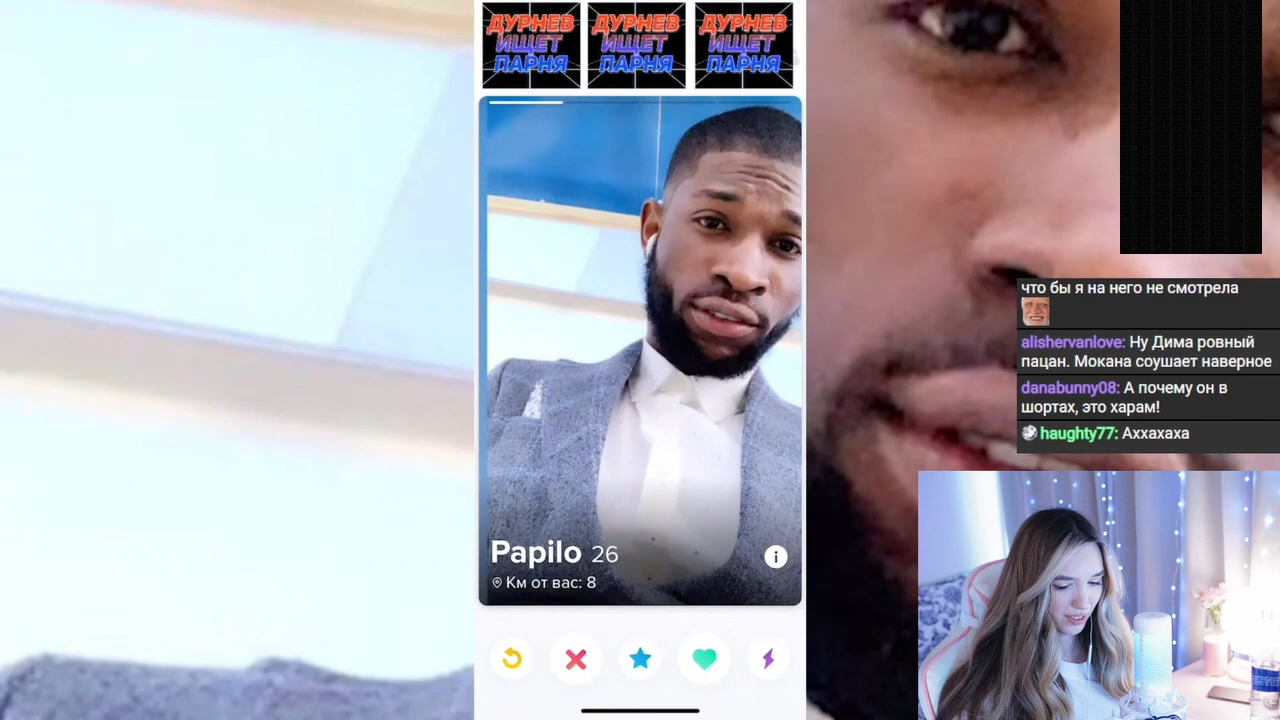 ДУРНЕВ
ИЩЕТ
ПАРНЯ
ДУРНЕВ
ИЩЕТ
ПАРНЯ
ДУРНЕВ
ИЩЕТ
ПАРНЯ
что бы я на него не смотрела
alishervanlove: Ну Дима ровный
пацан. Мокана соушает наверное
danabunny08: А почему он в
шортах, это харам!
haughty77: Аххахаха
Papilo 26
Км от вас: 8